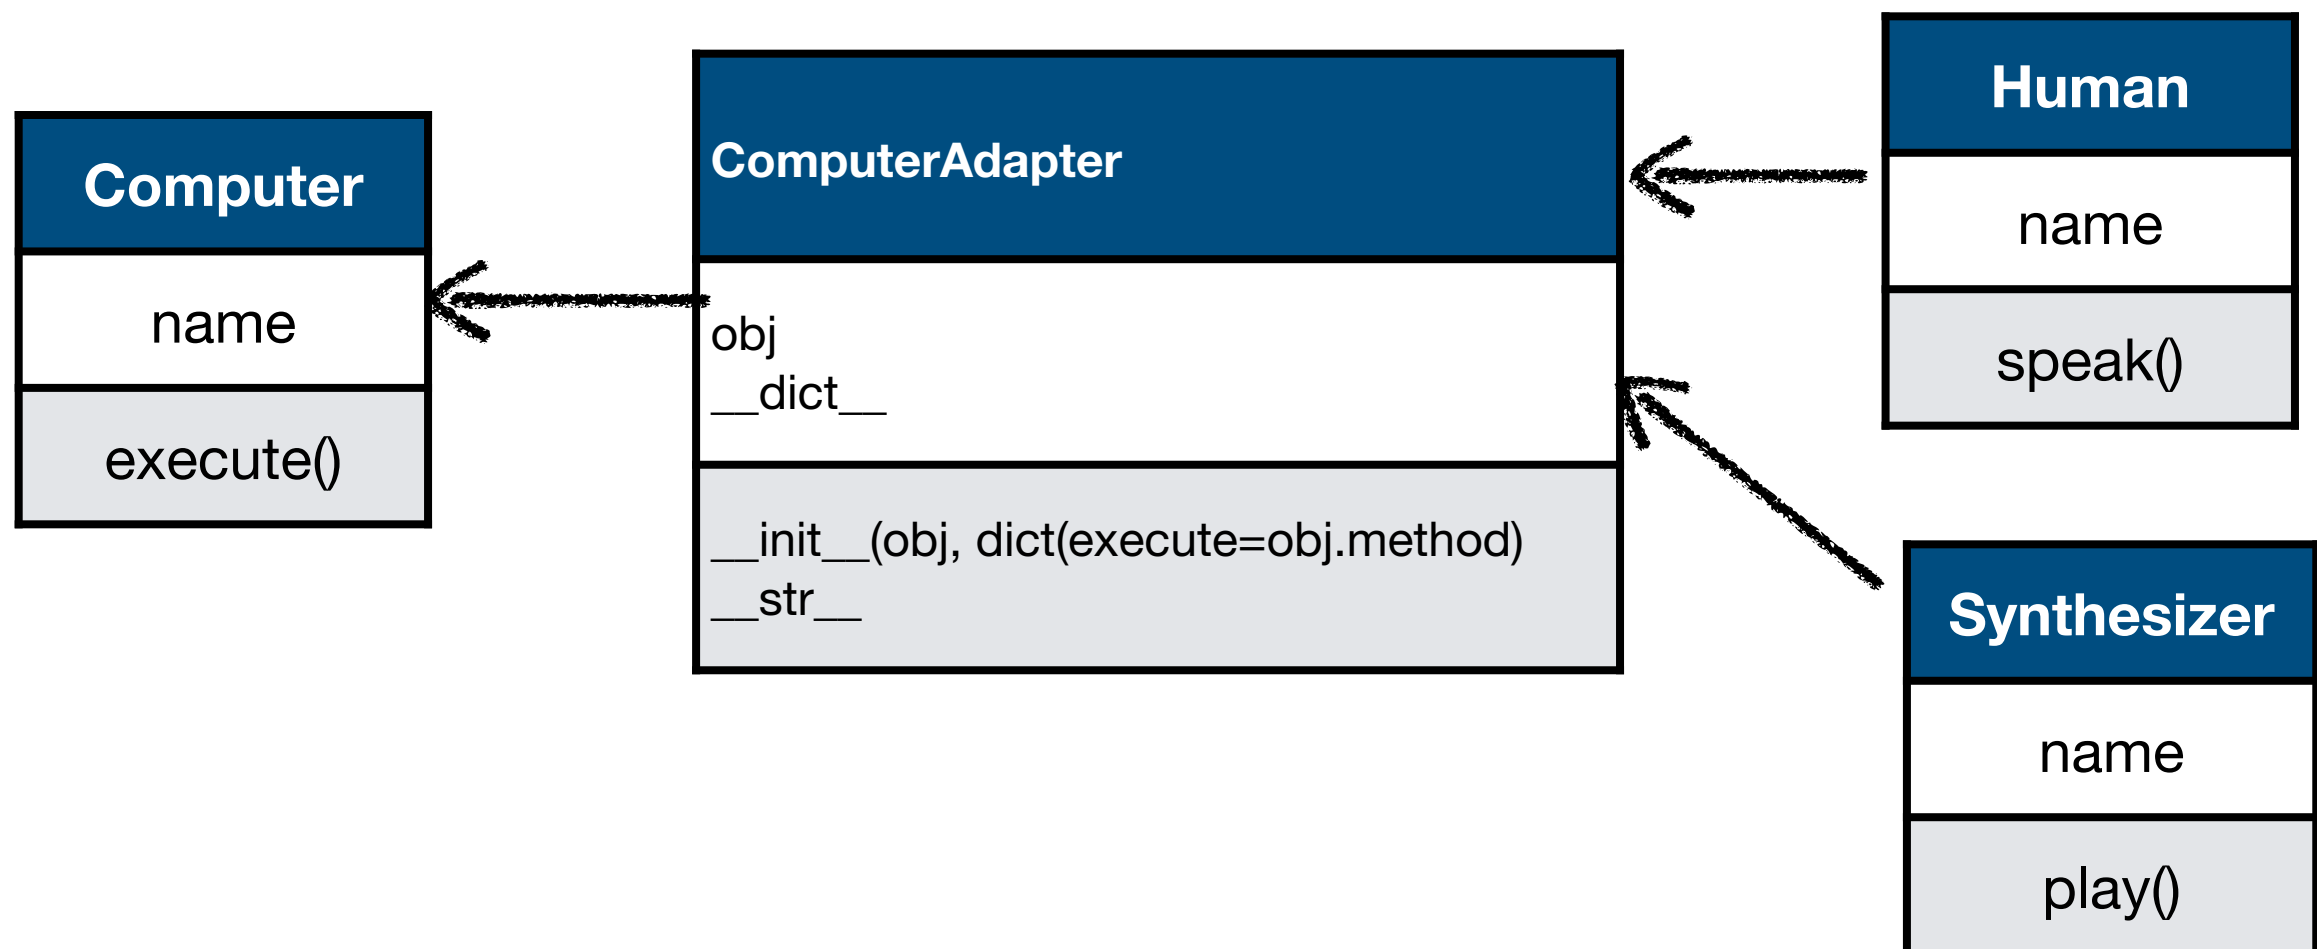 Computer
name
execute()
ComputerAdapter
obj
__dict__
__init__(obj, dict(execute=obj.method)
__str__
Human
name
speak()
Synthesizer
name
play()